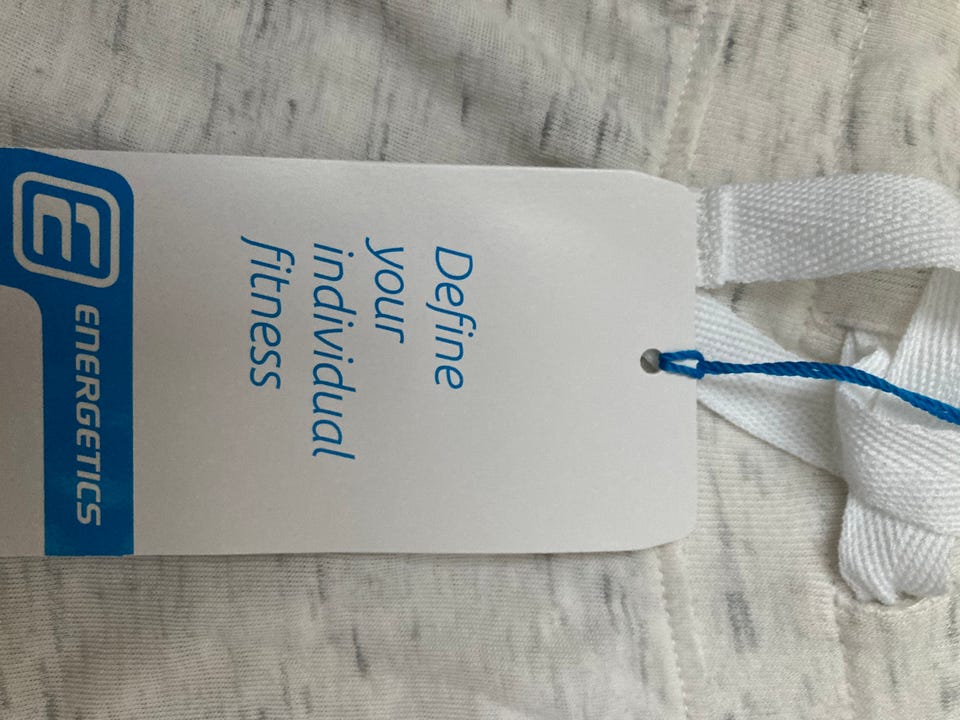 Define
your
individual
fitness
ENERGETICS